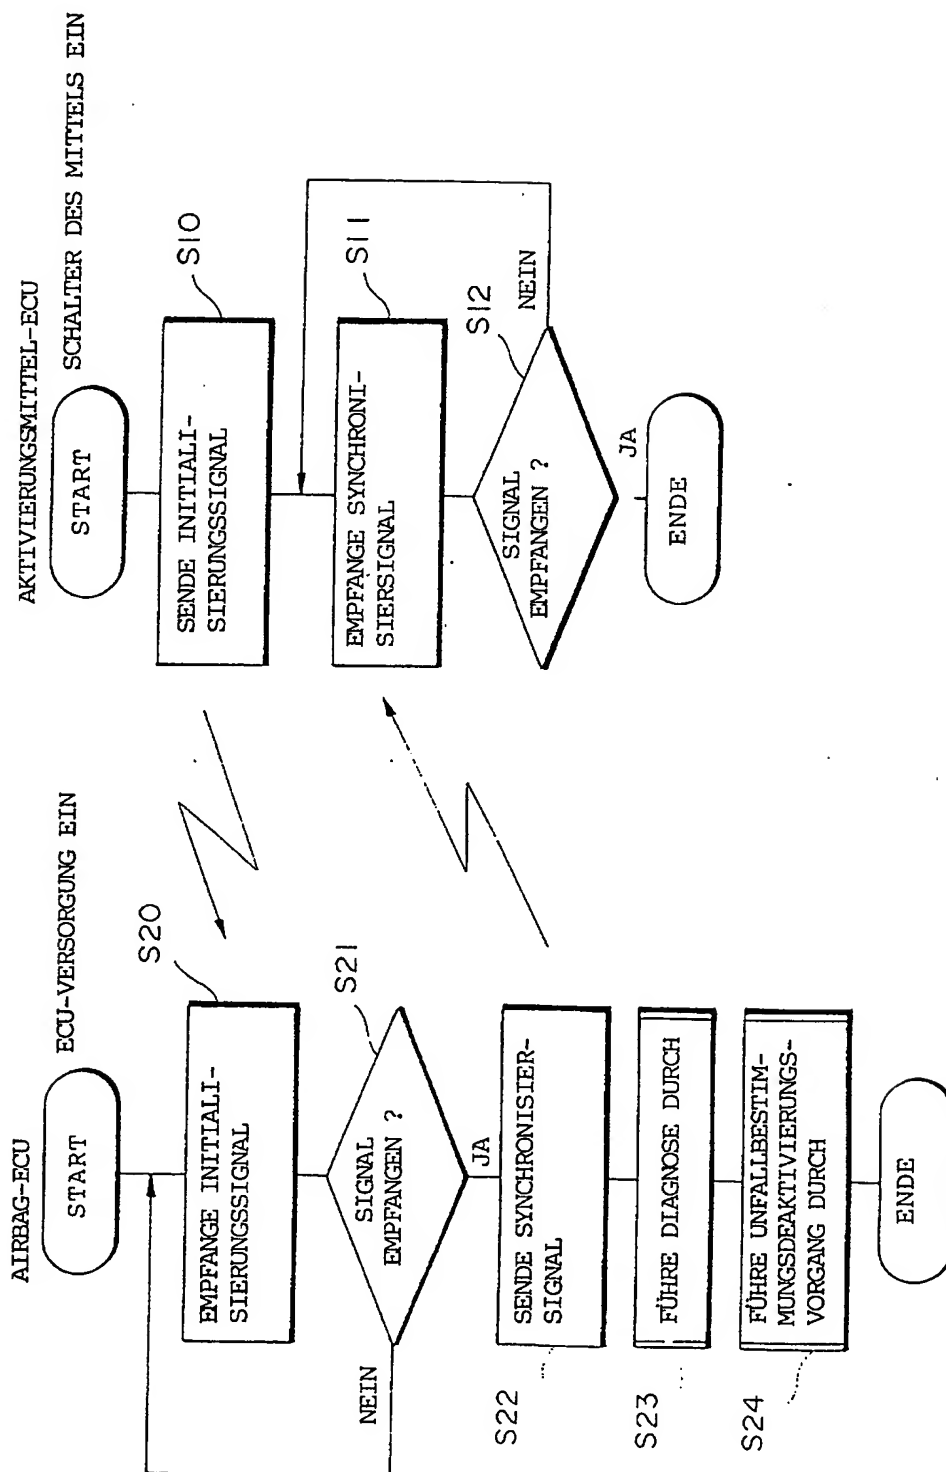 AIRBAG-ECU
START
ECU-VERSORGUNG EIN
EMPFANGE INITIALI-
SIERUNGSSIGNAL
S20
SIGNAL
EMPFANGEN ?
S21
NEIN
JA
SENDE SYNCHRONISIER-
SIGNAL
S22
FÜHRE DIAGNOSE DURCH
S23
FÜHRE UNFALLBESTIM-
MUNGSDEAKTIVIERUNGS-
VORGANG DURCH
S24
ENDE
AKTIVIERUNGSMITTEL-ECU
START
SCHALTER DES MITTELS EIN
SENDE INITIALI-
SIERUNGSSIGNAL
S10
EMPFANGE SYNCHRONI-
SIERSIGNAL
S11
SIGNAL
EMPFANGEN ?
S12
NEIN
JA
ENDE